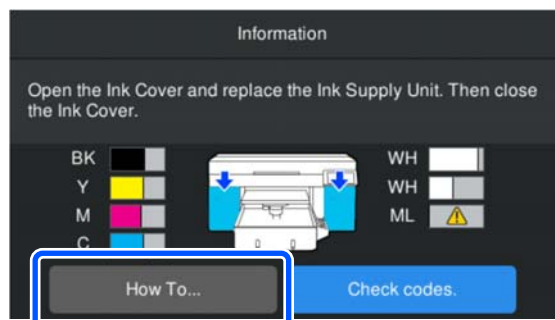 Information
Open the Ink Cover and replace the Ink Supply Unit. Then close
the Ink Cover.
BK WH
Y WH
M ML
C
How To... Check codes.